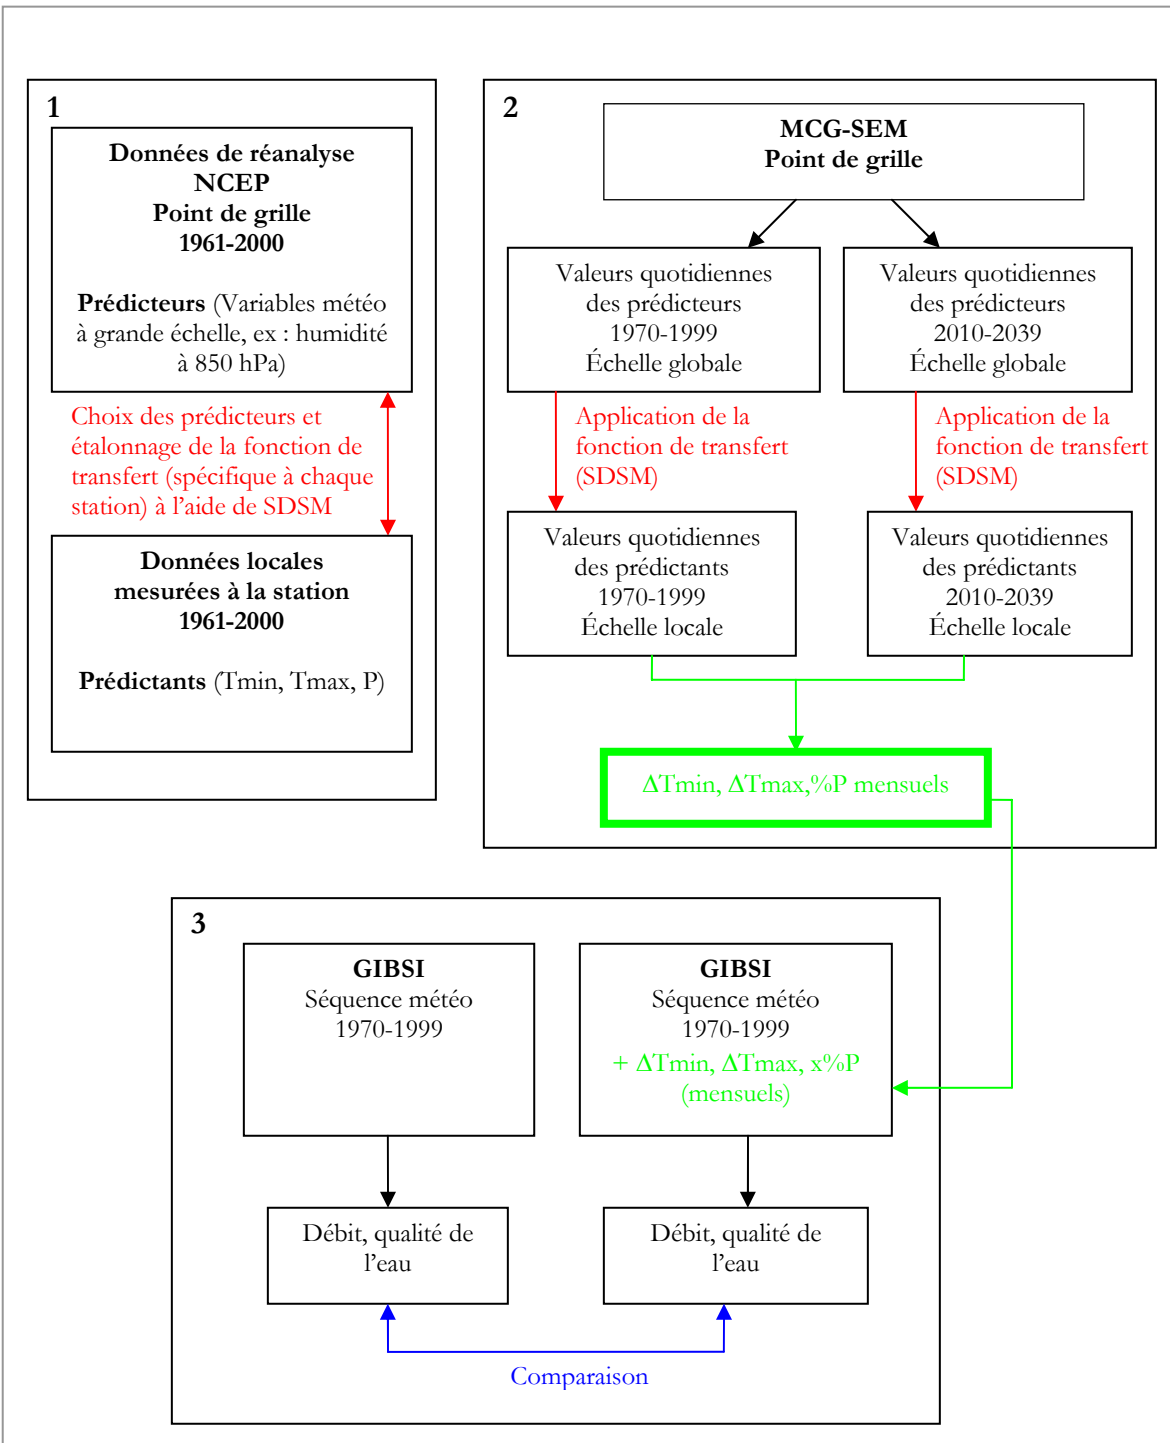 1
Données de réanalyse
NCEP
Point de grille
1961-2000
Prédicteurs (Variables météo
à grande échelle, ex : humidité
à 850 hPa)
Choix des prédicteurs et
étalonnage de la fonction de
transfert (spécifique à chaque
station) à l'aide de SDSM
Données locales
mesurées à la station
1961-2000
Prédictants (Tmin, Tmax, P)
2
MCG-SEM
Point de grille
Valeurs quotidiennes
des prédicteurs
1970-1999
Échelle globale
Valeurs quotidiennes
des prédicteurs
2010-2039
Échelle globale
Application de la
fonction de transfert
(SDSM)
Application de la
fonction de transfert
(SDSM)
Valeurs quotidiennes
des prédictants
1970-1999
Échelle locale
Valeurs quotidiennes
des prédictants
2010-2039
Échelle locale
ΔTmin, ΔTmax,%P mensuels
3
GIBSI
Séquence météo
1970-1999
GIBSI
Séquence météo
1970-1999
+ ΔTmin, ΔTmax, x%P
(mensuels)
Débit, qualité de
l'eau
Débit, qualité de
l'eau
Comparaison